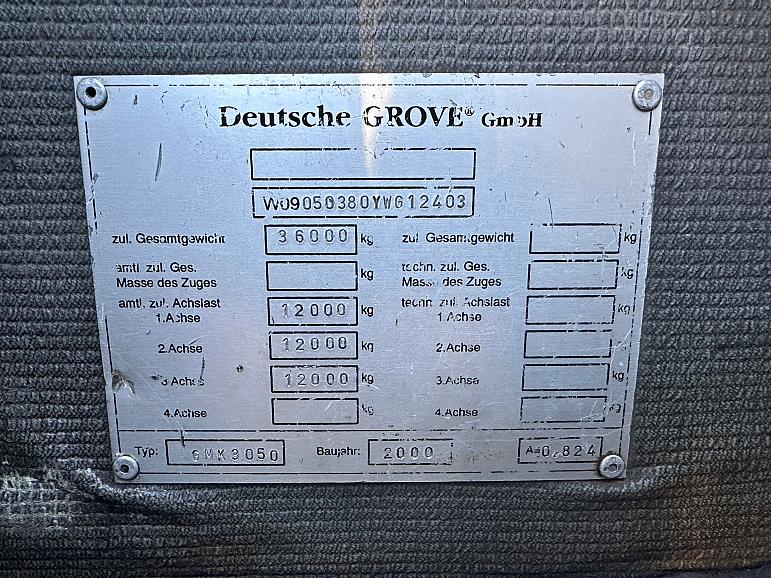 Deutsche GROVE® GmbH
W09050380YWG12403
zul. Gesamtgewicht 36000 kg zul. Gesamtgewicht kg
amtl. zul. Ges. Masse des Zuges kg techn. zul. Ges. Masse des Zuges kg
amtl. zul. Achslast 1.Achse 12000 kg techn. zul. Achslast 1.Achse kg
2.Achse 12000 kg 2.Achse kg
3.Achse 12000 kg 3.Achse kg
4.Achse kg 4.Achse kg
Typ: GMK3050 Baujahr: 2000 A=0,824